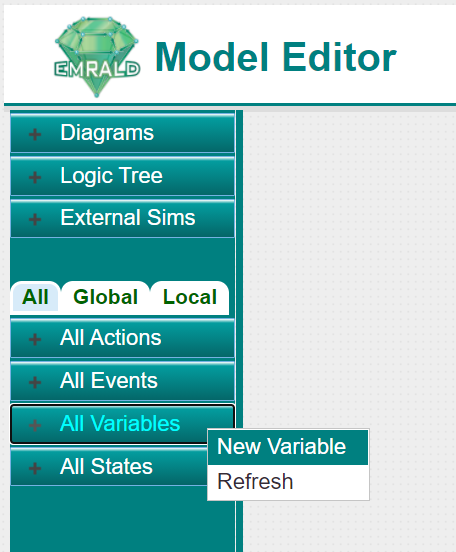 EMRALD Model Editor
Diagrams
Logic Tree
External Sims
All Global Local
All Actions
All Events
All Variables
New Variable
Refresh
All States